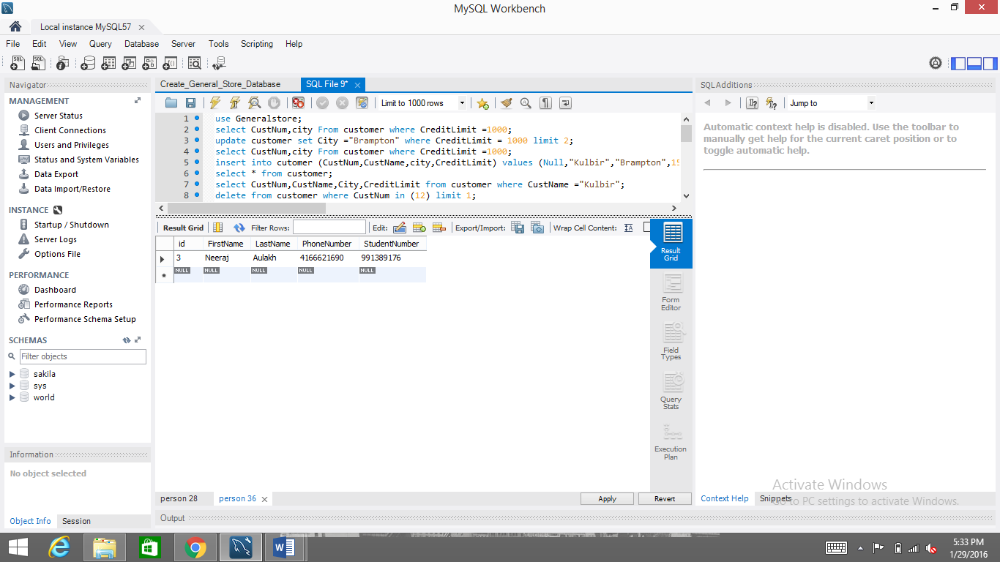 MySQL Workbench
Local instance MySQL57
File Edit View Query Database Server Tools Scripting Help
Navigator
MANAGEMENT
Server Status
Client Connections
Users and Privileges
Status and System Variables
Data Export
Data Import/Restore
INSTANCE
Startup / Shutdown
Server Logs
Options File
PERFORMANCE
Dashboard
Performance Reports
Performance Schema Setup
SCHEMAS
Filter objects
sakila
sys
world
Information
No object selected
Object Info Session
Create_General_Store_Database SQL File 9*
Limit to 1000 rows
1 use Generalstore;
2 select CustNum,city From customer where CreditLimit =1000;
3 update customer set City ="Brampton" where CreditLimit = 1000 limit 2;
4 select CustNum,city From customer where CreditLimit =1000;
5 insert into cutomer (CustNum,CustName,city,CreditLimit) values (Null,"Kulbir","Brampton",15
6 select * from customer;
7 select CustNum,CustName,City,CreditLimit from customer where CustName ="Kulbir";
8 delete from customer where CustNum in (12) limit 1;
Result Grid Filter Rows: Edit: Export/Import: Wrap Cell Content:
id FirstName LastName PhoneNumber StudentNumber
3 Neeraj Aulakh 4166621690 991389176
NULL NULL NULL NULL NULL
Result
Grid
Form
Editor
Field
Types
Query
Stats
Execution
Plan
person 28 person 36 Apply Revert
Output
SQLAdditions
Jump to
Automatic context help is disabled. Use the toolbar to
manually get help for the current caret position or to
toggle automatic help.
Activate Windows
Go to PC settings to activate Windows.
Context Help Snippets
5:33 PM
1/29/2016